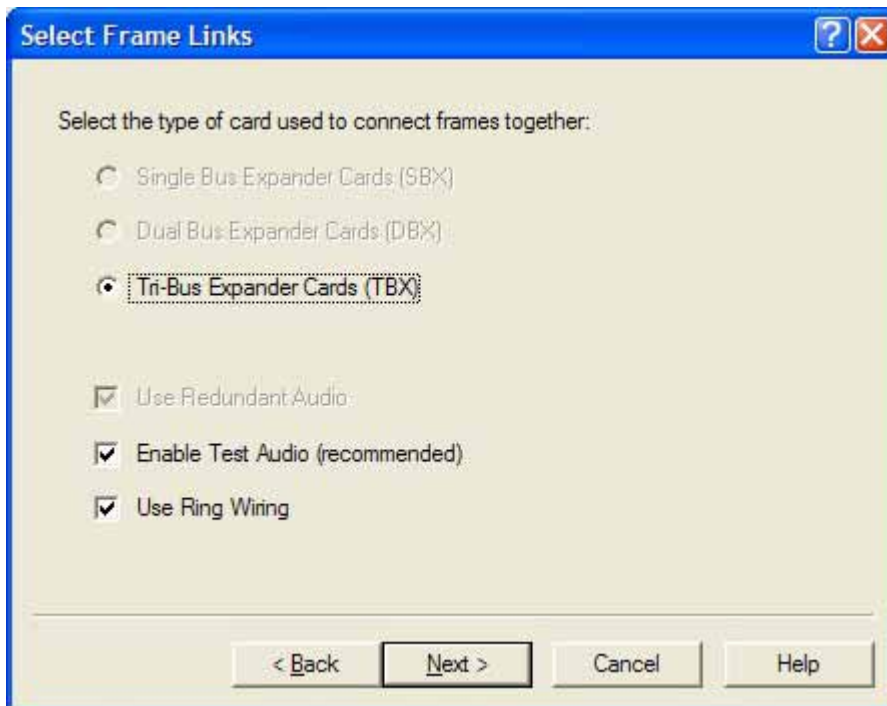 Select Frame Links
?
Select the type of card used to connect frames together:
Single Bus Expander Cards (SBX)
Dual Bus Expander Cards (DBX)
Tri-Bus Expander Cards (TBX)
Use Redundant Audio
Enable Test Audio (recommended)
Use Ring Wiring
< Back Next > Cancel Help